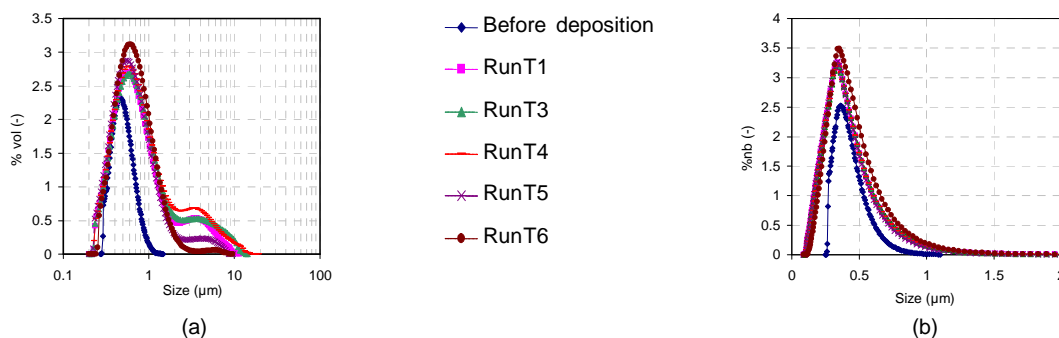 % vol (-)
3.5
3
2.5
2
1.5
1
0.5
0
0.1
1
10
100
Size (µm)
(a)
Before deposition
RunT1
RunT3
RunT4
RunT5
RunT6
%nb (-)
4
3.5
3
2.5
2
1.5
1
0.5
0
0
0.5
1
1.5
2
Size (µm)
(b)